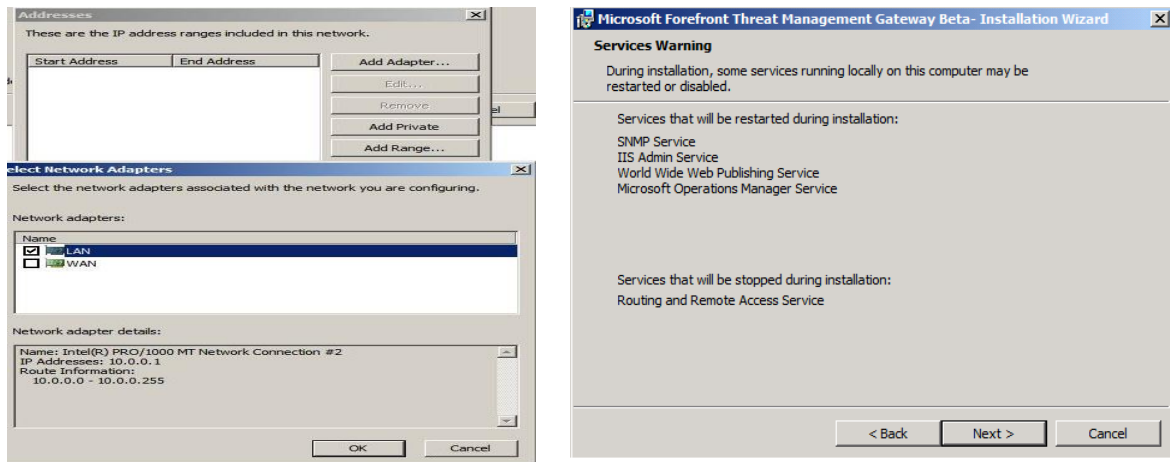 Addresses
These are the IP address ranges included in this network.
Start Address End Address
Add Adapter...
Edit...
Remove
Add Private
Add Range...
elect Network Adapters
Select the network adapters associated with the network you are configuring.
Network adapters:
Name
LAN
WAN
Network adapter details:
Name: Intel(R) PRO/1000 MT Network Connection #2
IP Addresses: 10.0.0.1
Route Information:
10.0.0.0 - 10.0.0.255
OK Cancel
Microsoft Forefront Threat Management Gateway Beta- Installation Wizard
Services Warning
During installation, some services running locally on this computer may be
restarted or disabled.
Services that will be restarted during installation:
SNMP Service
IIS Admin Service
World Wide Web Publishing Service
Microsoft Operations Manager Service
Services that will be stopped during installation:
Routing and Remote Access Service
< Back Next > Cancel